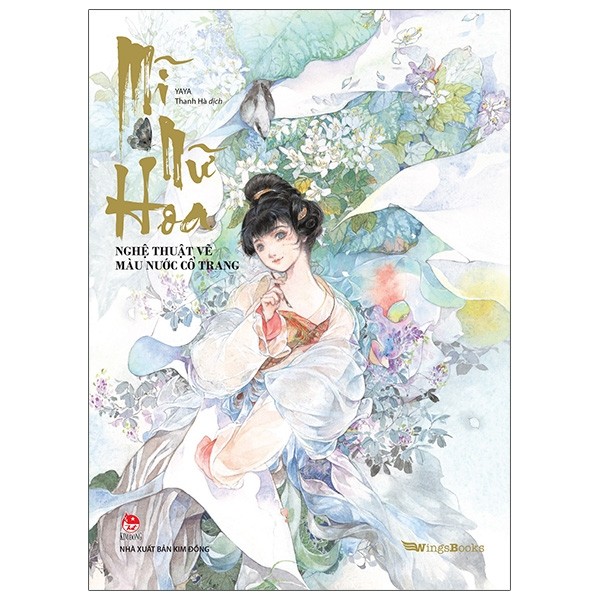 Mĩ
Nữ
Hoa
YAYA
Thanh Hà dịch
NGHỆ THUẬT VẼ
MÀU NƯỚC CỔ TRANG
KIM ĐỒNG
NHÀ XUẤT BẢN KIM ĐỒNG
WingsBooks